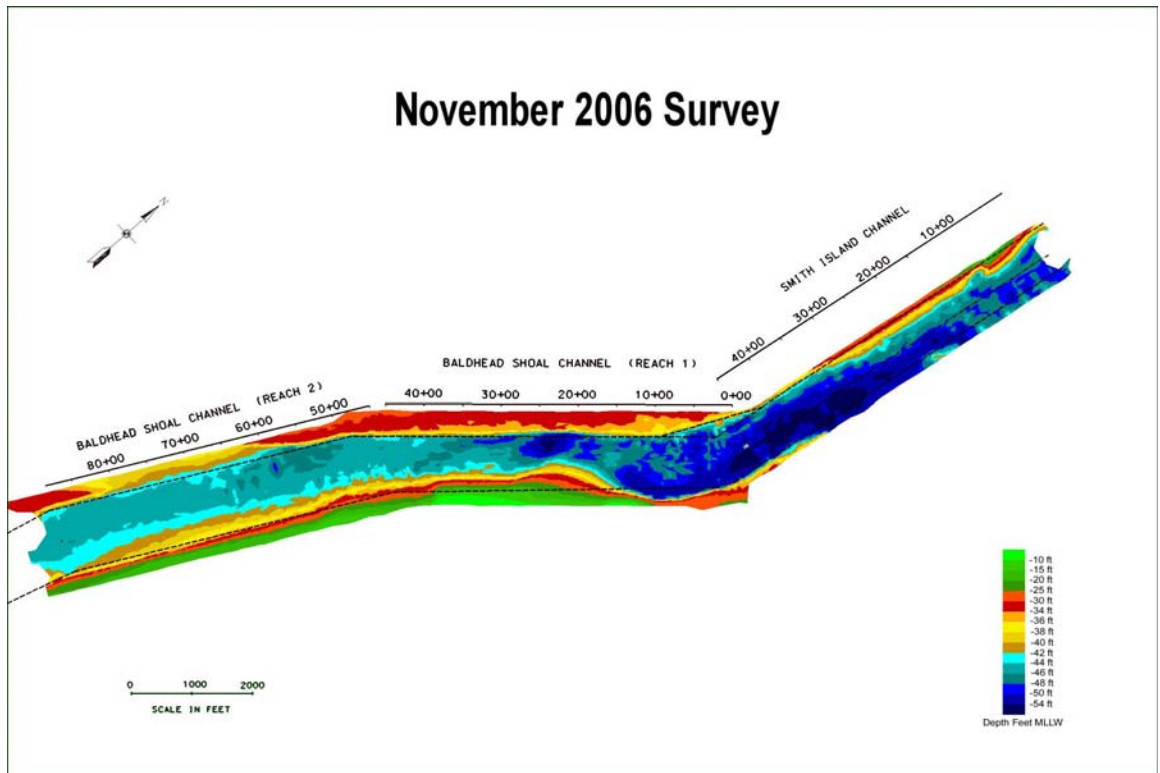 November 2006 Survey
N
SMITH ISLAND CHANNEL
10+00
20+00
30+00
40+00
BALDHEAD SHOAL CHANNEL (REACH 1)
40+00
30+00
20+00
10+00
0+00
BALDHEAD SHOAL CHANNEL (REACH 2)
80+00
70+00
60+00
50+00
0 1000 2000
SCALE IN FEET
-10 ft
-15 ft
-20 ft
-25 ft
-30 ft
-34 ft
-36 ft
-38 ft
-40 ft
-42 ft
-44 ft
-46 ft
-48 ft
-50 ft
-54 ft
Depth Feet MLLW